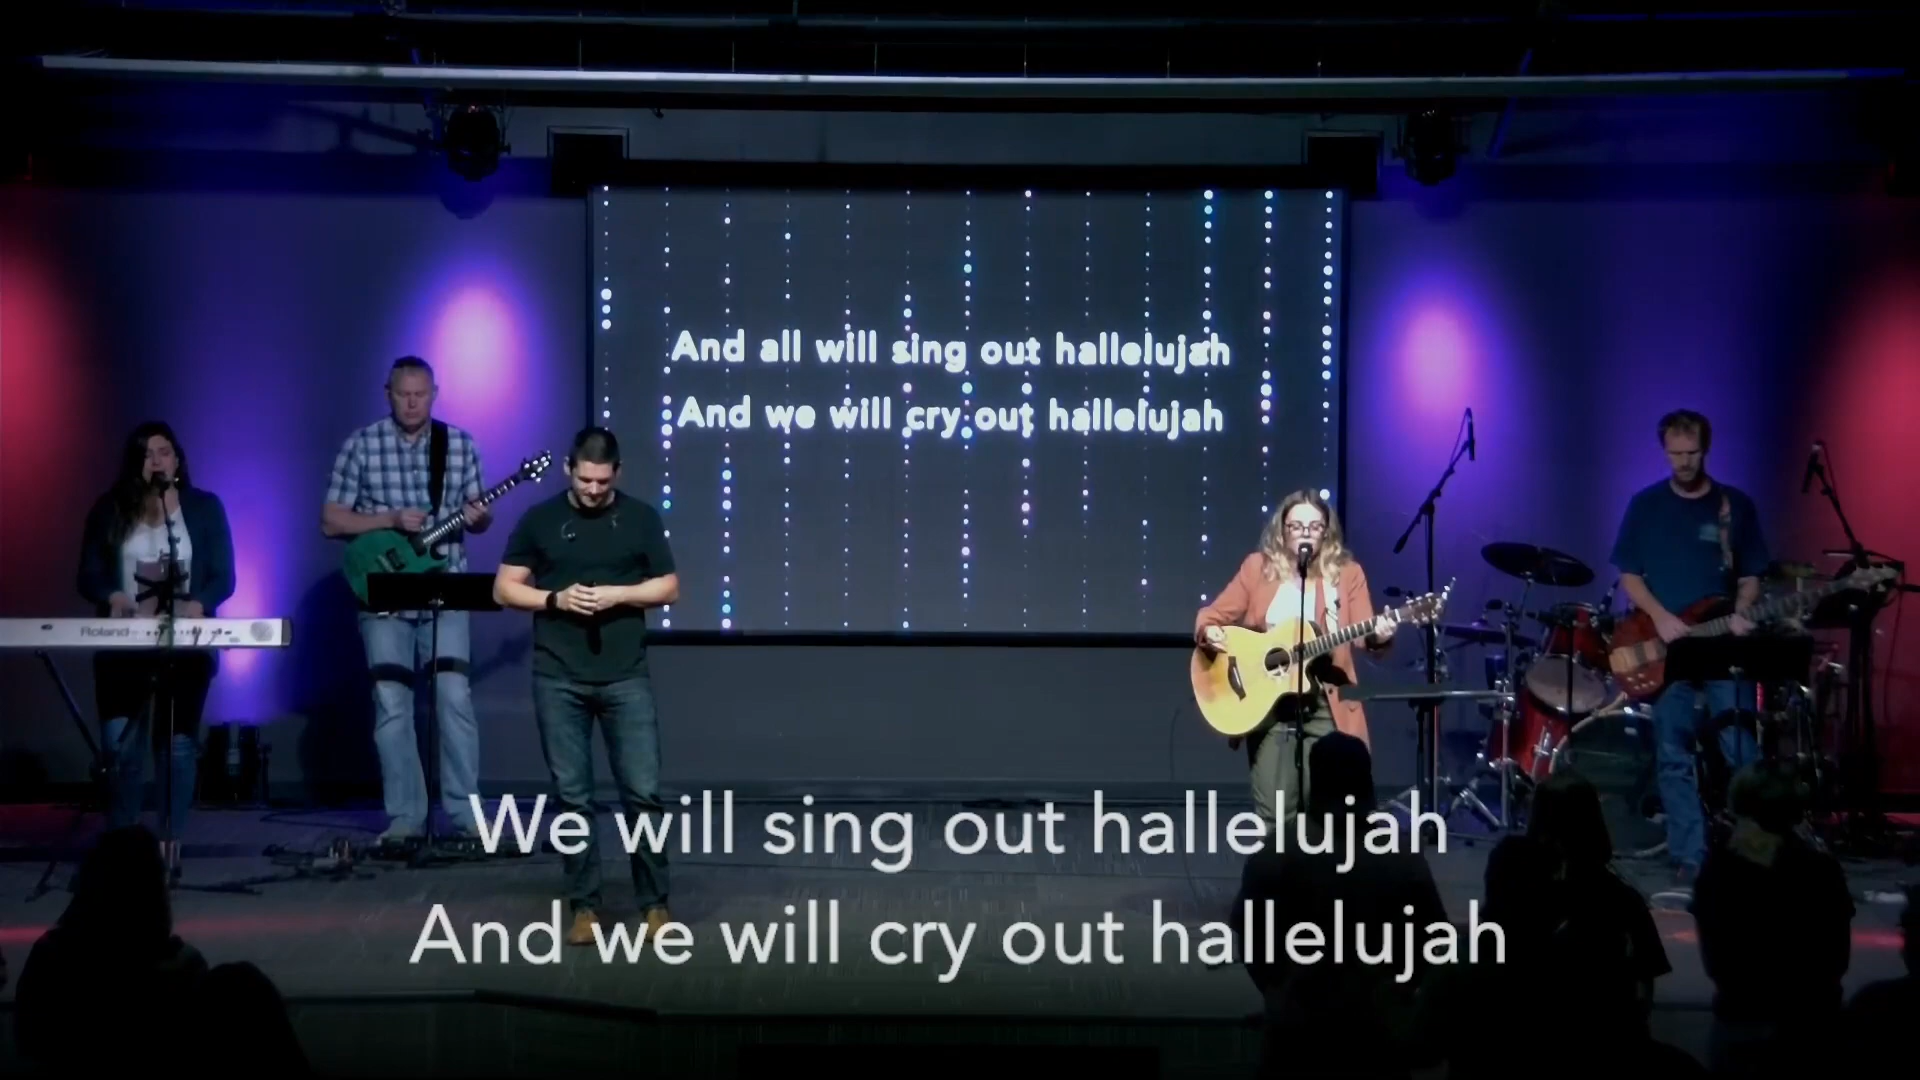 And all will sing out hallelujah
And we will cry out hallelujah
Roland
We will sing out hallelujah
And we will cry out hallelujah